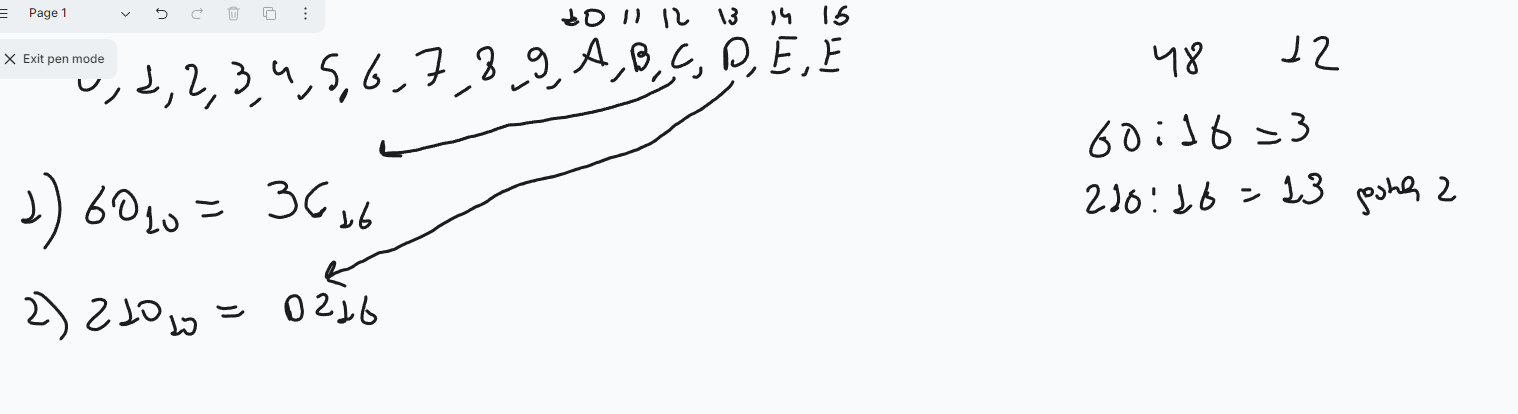 Page 1
Exit pen mode
10 11 12 13 14 15
0, 1, 2, 3, 4, 5, 6, 7, 8, 9, A, B, C, D, E, F
48 12
60 : 16 = 3
210 : 16 = 13 2
1) 60₁₀ = 3C₁₆
2) 210₁₀ = D2₁₆